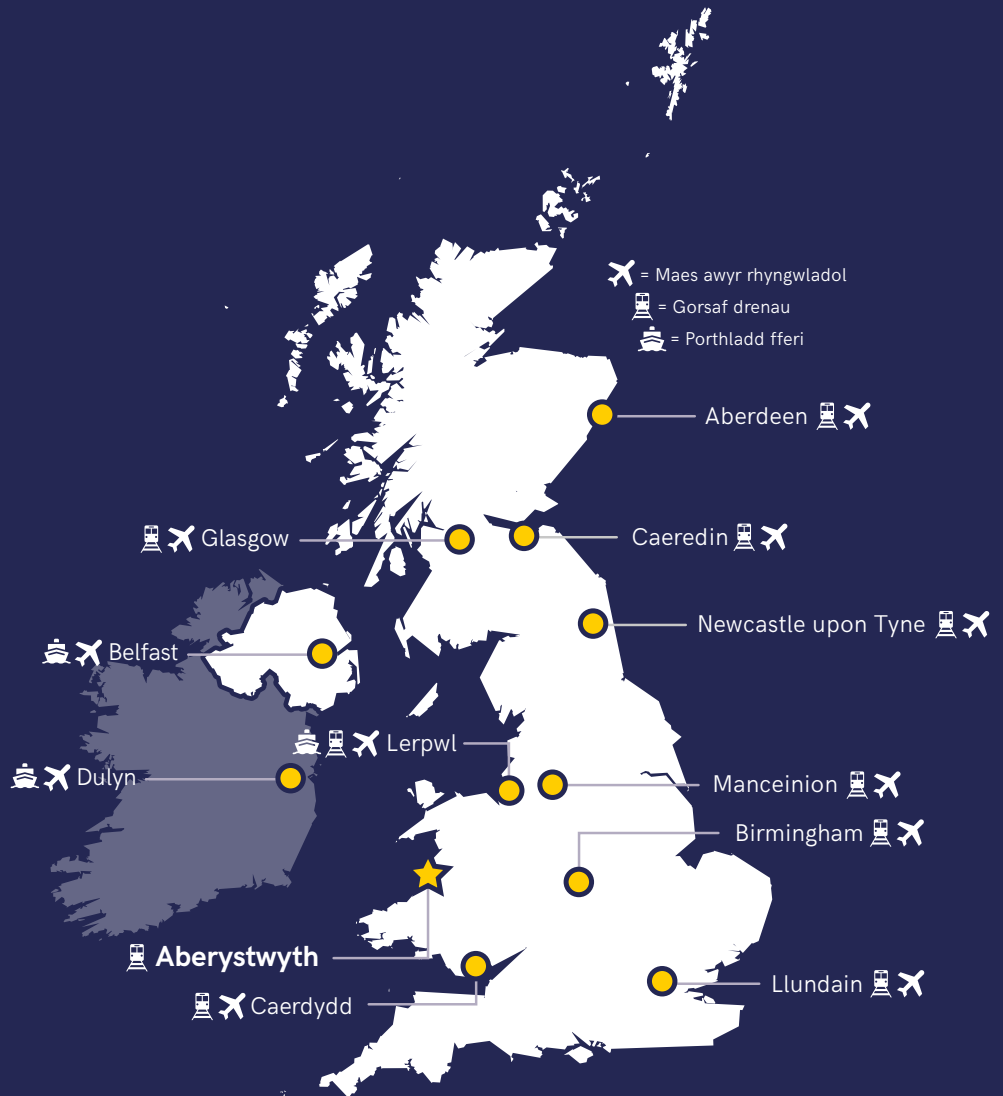 = Maes awyr rhyngwladol
= Gorsaf drenau
= Porthladd fferi
Aberdeen
Glasgow
Caeredin
Newcastle upon Tyne
Belfast
Lerpwl
Dulyn
Manceinion
Birmingham
Aberystwyth
Llundain
Caerdydd